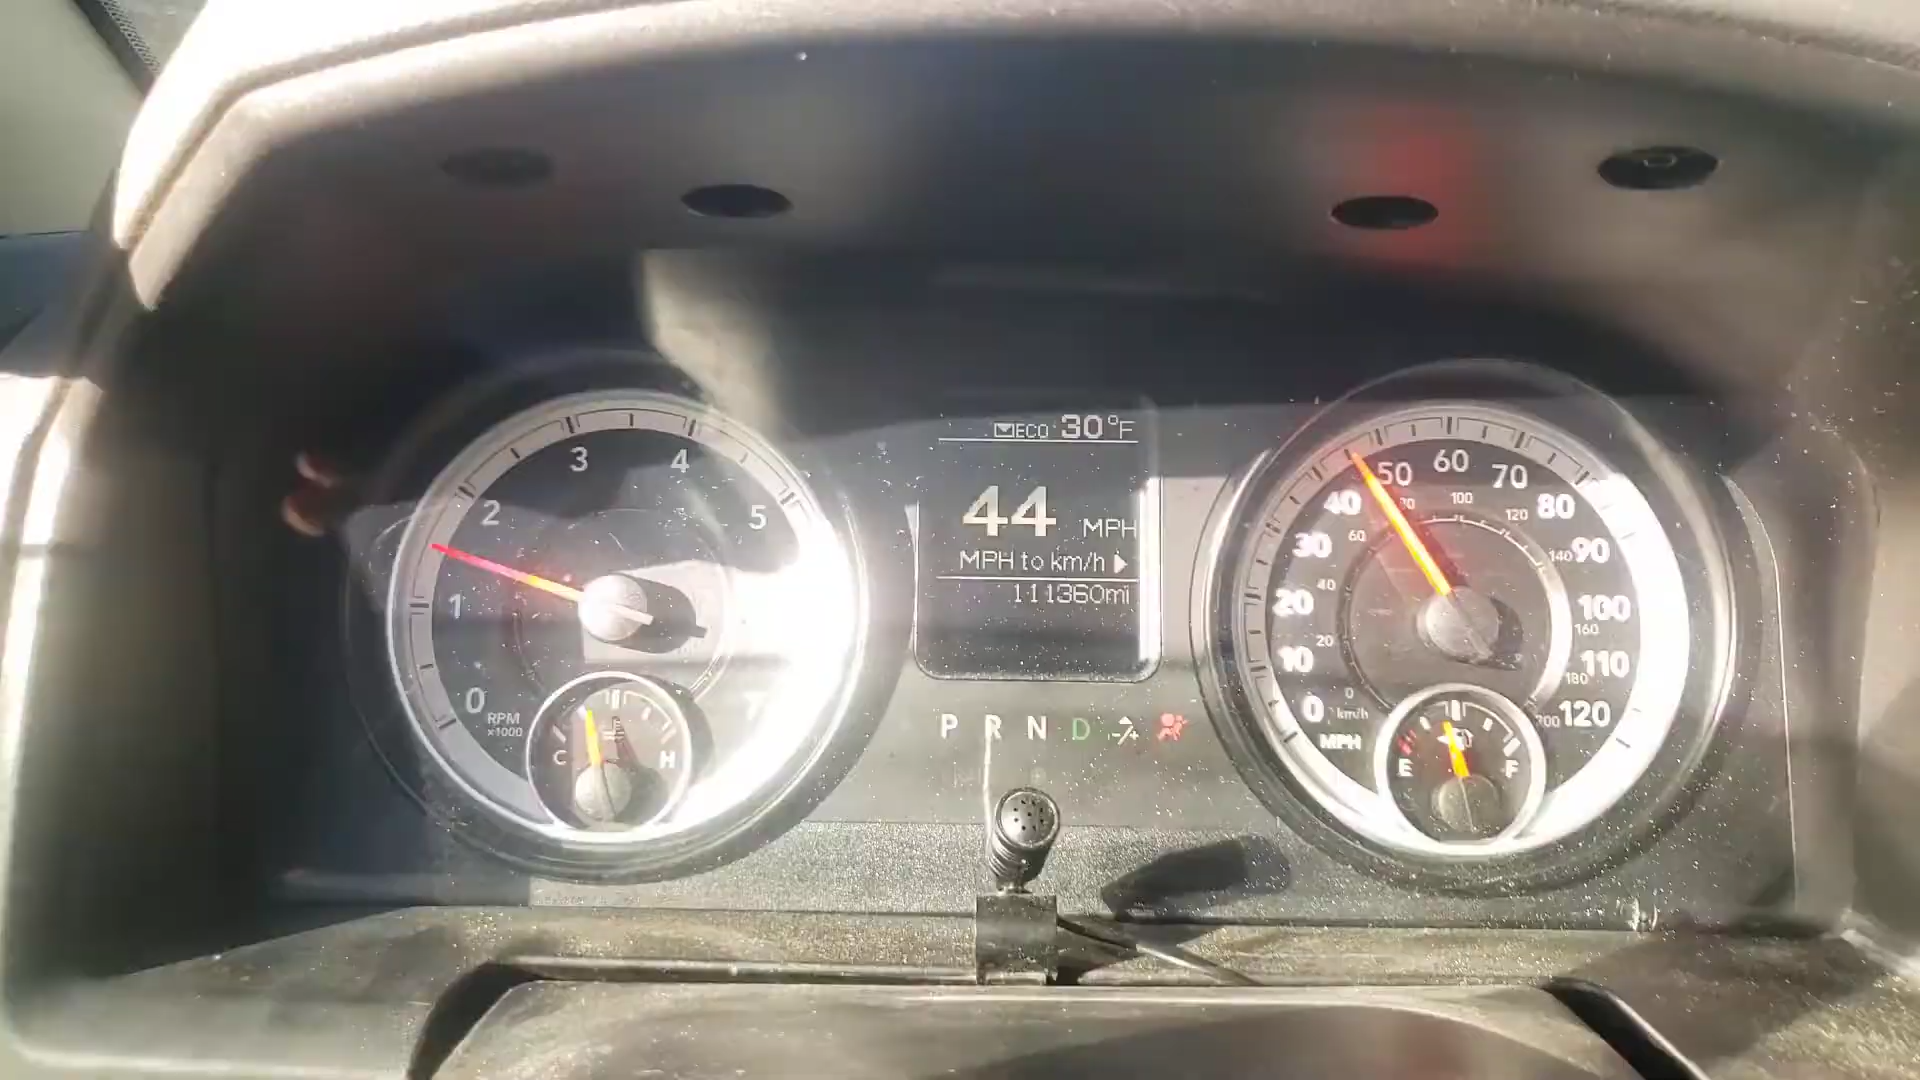 ECO 30°F
44 MPH
MPH to km/h
111360mi
0 1 2 3 4 5 7
RPM
x1000
C H
P R N D -/+
0 10 20 30 40 50 60 70 80 90 100 110 120
0 20 40 60 80 100 120 140 160 180 200
km/h
MPH
E F